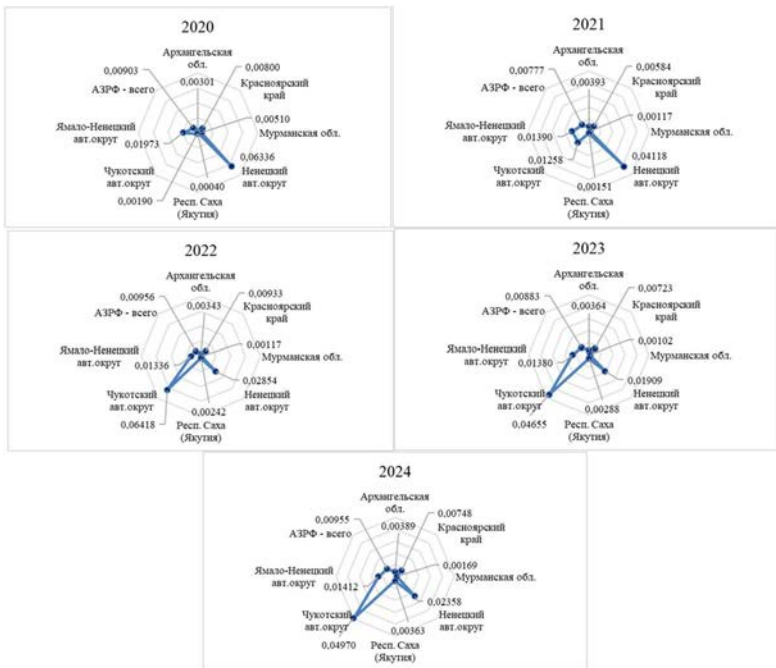 2020
Архангельская
обл.
0,00903
0,00301
0,00800
АЗРФ - всего
Красноярский
край
Ямало-Ненецкий
авт.округ
0,01973
0,00510
Мурманская обл.
0,06336
Чукотский
авт.округ
0,00190
0,00040
Ненецкий
авт.округ
Респ. Саха
(Якутия)
2021
Архангельская
обл.
0,00777
0,00393
0,00584
АЗРФ - всего
Красноярский
край
Ямало-Ненецкий
авт.округ
0,01390
0,00117
Мурманская обл.
0,01258
0,04118
Чукотский
авт.округ
0,00151
Ненецкий
авт.округ
Респ. Саха
(Якутия)
2022
Архангельская
обл.
0,00956
0,00343
0,00933
АЗРФ - всего
Красноярский
край
Ямало-Ненецкий
авт.округ
0,01336
0,00117
Мурманская обл.
0,02854
Чукотский
авт.округ
0,06418
0,00242
Ненецкий
авт.округ
Респ. Саха
(Якутия)
2023
Архангельская
обл.
0,00883
0,00364
0,00723
АЗРФ - всего
Красноярский
край
Ямало-Ненецкий
авт.округ
0,01380
0,00102
Мурманская обл.
0,01909
Чукотский
авт.округ
0,04655
0,00288
Ненецкий
авт.округ
Респ. Саха
(Якутия)
2024
Архангельская
обл.
0,00955
0,00389
0,00748
АЗРФ - всего
Красноярский
край
Ямало-Ненецкий
авт.округ
0,01412
0,00169
Мурманская обл.
0,02358
Чукотский
авт.округ
0,04970
0,00363
Ненецкий
авт.округ
Респ. Саха
(Якутия)